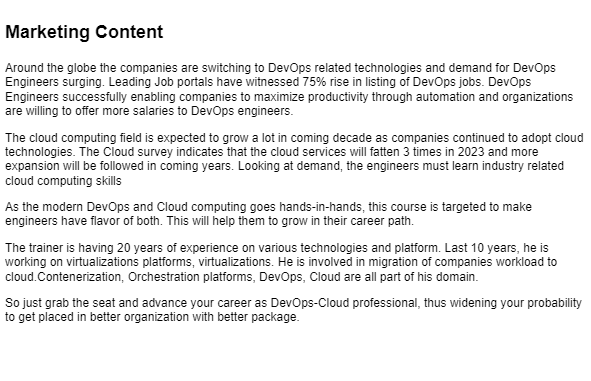 Marketing Content
Around the globe the companies are switching to DevOps related technologies and demand for DevOps
Engineers surging. Leading Job portals have witnessed 75% rise in listing of DevOps jobs. DevOps
Engineers successfully enabling companies to maximize productivity through automation and organizations
are willing to offer more salaries to DevOps engineers.
The cloud computing field is expected to grow a lot in coming decade as companies continued to adopt cloud
technologies. The Cloud survey indicates that the cloud services will fatten 3 times in 2023 and more
expansion will be followed in coming years. Looking at demand, the engineers must learn industry related
cloud computing skills
As the modern DevOps and Cloud computing goes hands-in-hands, this course is targeted to make
engineers have flavor of both. This will help them to grow in their career path.
The trainer is having 20 years of experience on various technologies and platform. Last 10 years, he is
working on virtualizations platforms, virtualizations. He is involved in migration of companies workload to
cloud.Contenerization, Orchestration platforms, DevOps, Cloud are all part of his domain.
So just grab the seat and advance your career as DevOps-Cloud professional, thus widening your probability
to get placed in better organization with better package.